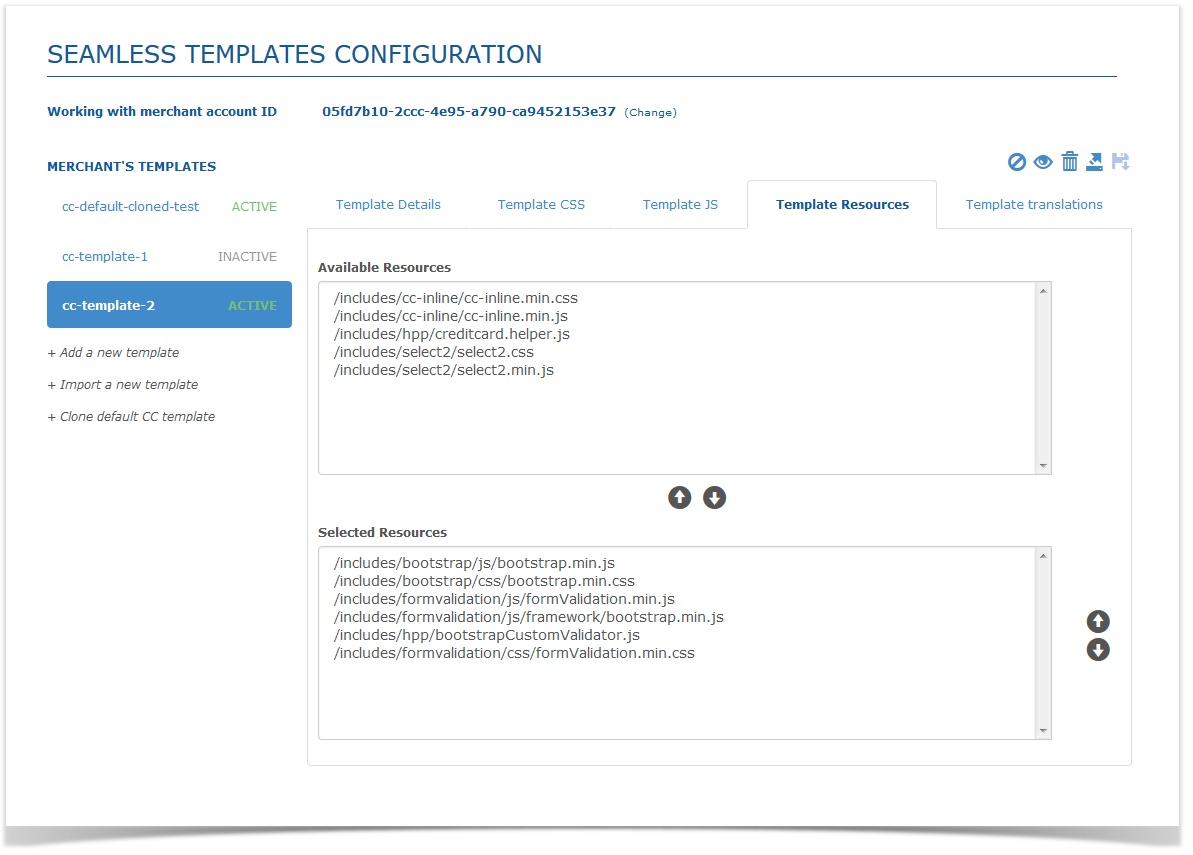 SEAMLESS TEMPLATES CONFIGURATION
Working with merchant account ID 05fd7b10-2ccc-4e95-a790-ca9452153e37 (Change)
MERCHANT'S TEMPLATES
cc-default-cloned-test ACTIVE
cc-template-1 INACTIVE
cc-template-2 ACTIVE
+ Add a new template
+ Import a new template
+ Clone default CC template
Template Details Template CSS Template JS Template Resources Template translations
Available Resources
/includes/cc-inline/cc-inline.min.css
/includes/cc-inline/cc-inline.min.js
/includes/hpp/creditcard.helper.js
/includes/select2/select2.css
/includes/select2/select2.min.js
Selected Resources
/includes/bootstrap/js/bootstrap.min.js
/includes/bootstrap/css/bootstrap.min.css
/includes/formvalidation/js/formValidation.min.js
/includes/formvalidation/js/framework/bootstrap.min.js
/includes/hpp/bootstrapCustomValidator.js
/includes/formvalidation/css/formValidation.min.css